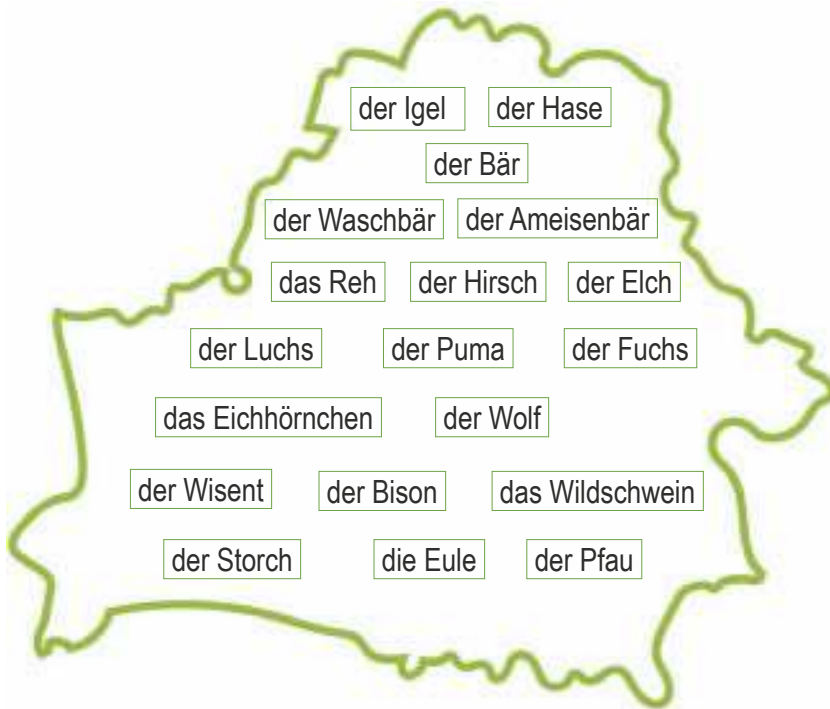 der Igel der Hase
der Bär
der Waschbär der Ameisenbär
das Reh der Hirsch der Elch
der Luchs der Puma der Fuchs
das Eichhörnchen der Wolf
der Wisent der Bison das Wildschwein
der Storch die Eule der Pfau